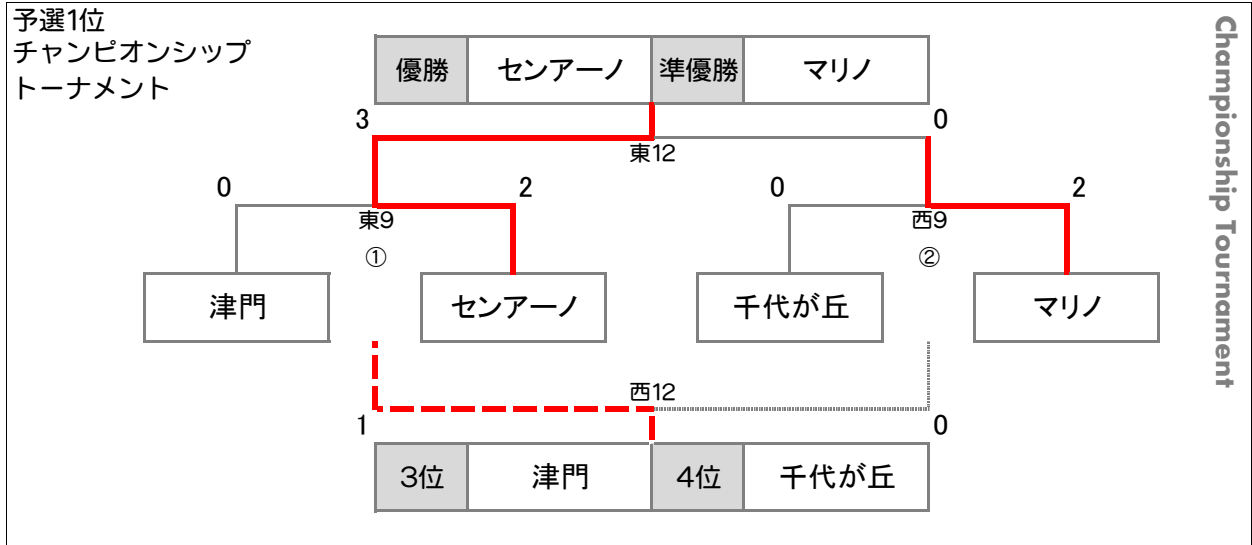 予選1位
チャンピオンシップ
トーナメント
優勝 センアーノ 準優勝 マリノ
3 0
東12
0 2 0 2
東9 西9
① ②
津門 センアーノ 千代が丘 マリノ
西12
1 0
3位 津門 4位 千代が丘
Championship Tournament